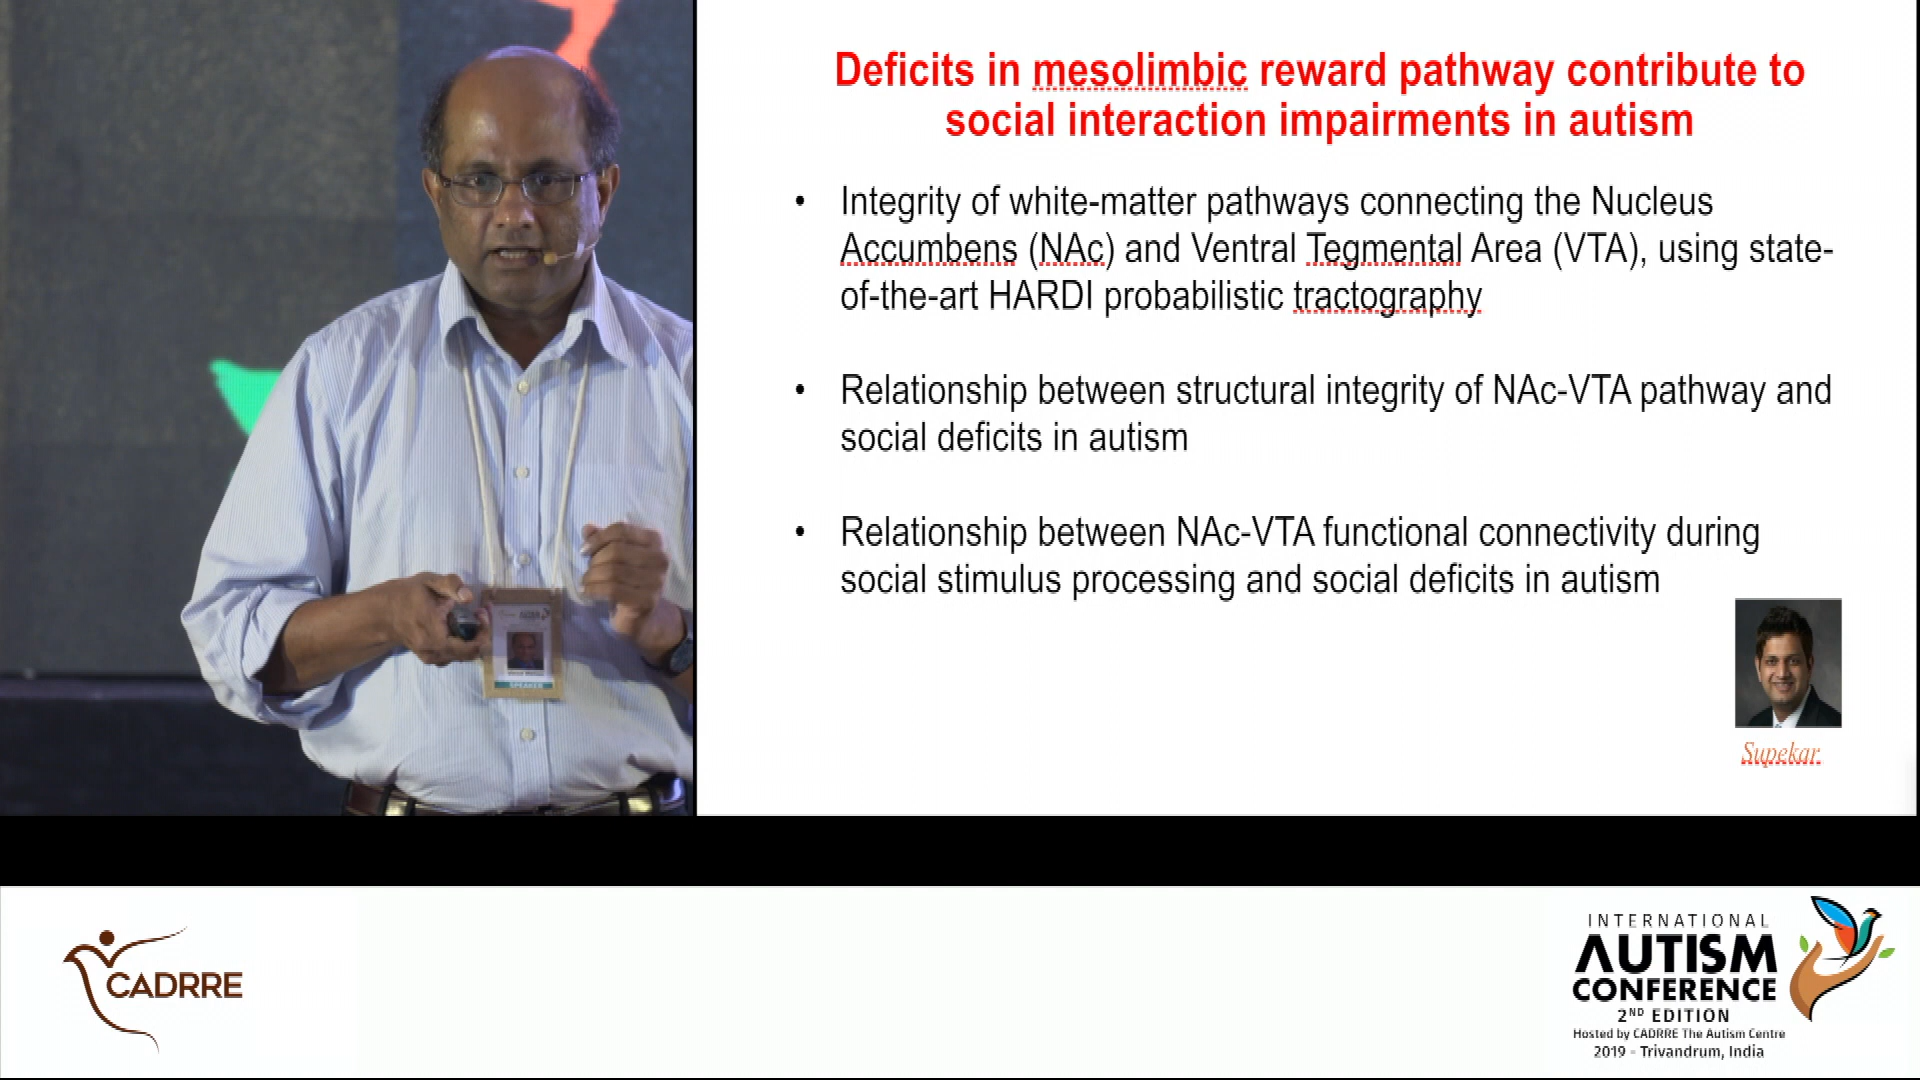 Deficits in mesolimbic reward pathway contribute to
social interaction impairments in autism
• Integrity of white-matter pathways connecting the Nucleus
Accumbens (NAc) and Ventral Tegmental Area (VTA), using state-
of-the-art HARDI probabilistic tractography
• Relationship between structural integrity of NAc-VTA pathway and
social deficits in autism
• Relationship between NAc-VTA functional connectivity during
social stimulus processing and social deficits in autism
Supekar
SPEAKER
CADRRE
INTERNATIONAL
AUTISM
CONFERENCE
2ND EDITION
Hosted by CADRRE The Autism Centre
2019 - Trivandrum, India